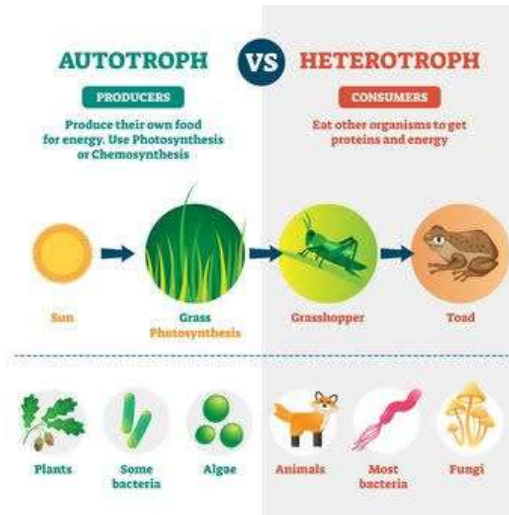 AUTOTROPH VS HETEROTROPH
PRODUCERS
CONSUMERS
Produce their own food
for energy. Use Photosynthesis
or Chemosynthesis
Eat other organisms to get
proteins and energy
Sun
Grass
Photosynthesis
Grasshopper
Toad
Plants
Some
bacteria
Algae
Animals
Most
bacteria
Fungi